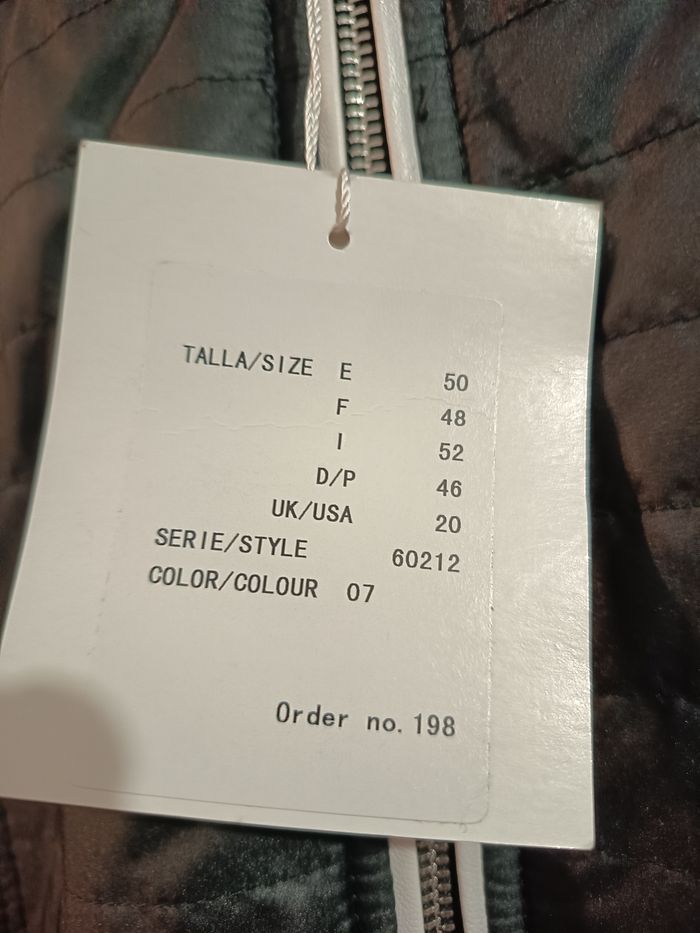 TALLA/SIZE E 50
F 48
I 52
D/P 46
UK/USA 20
SERIE/STYLE 60212
COLOR/COLOUR 07
Order no. 198